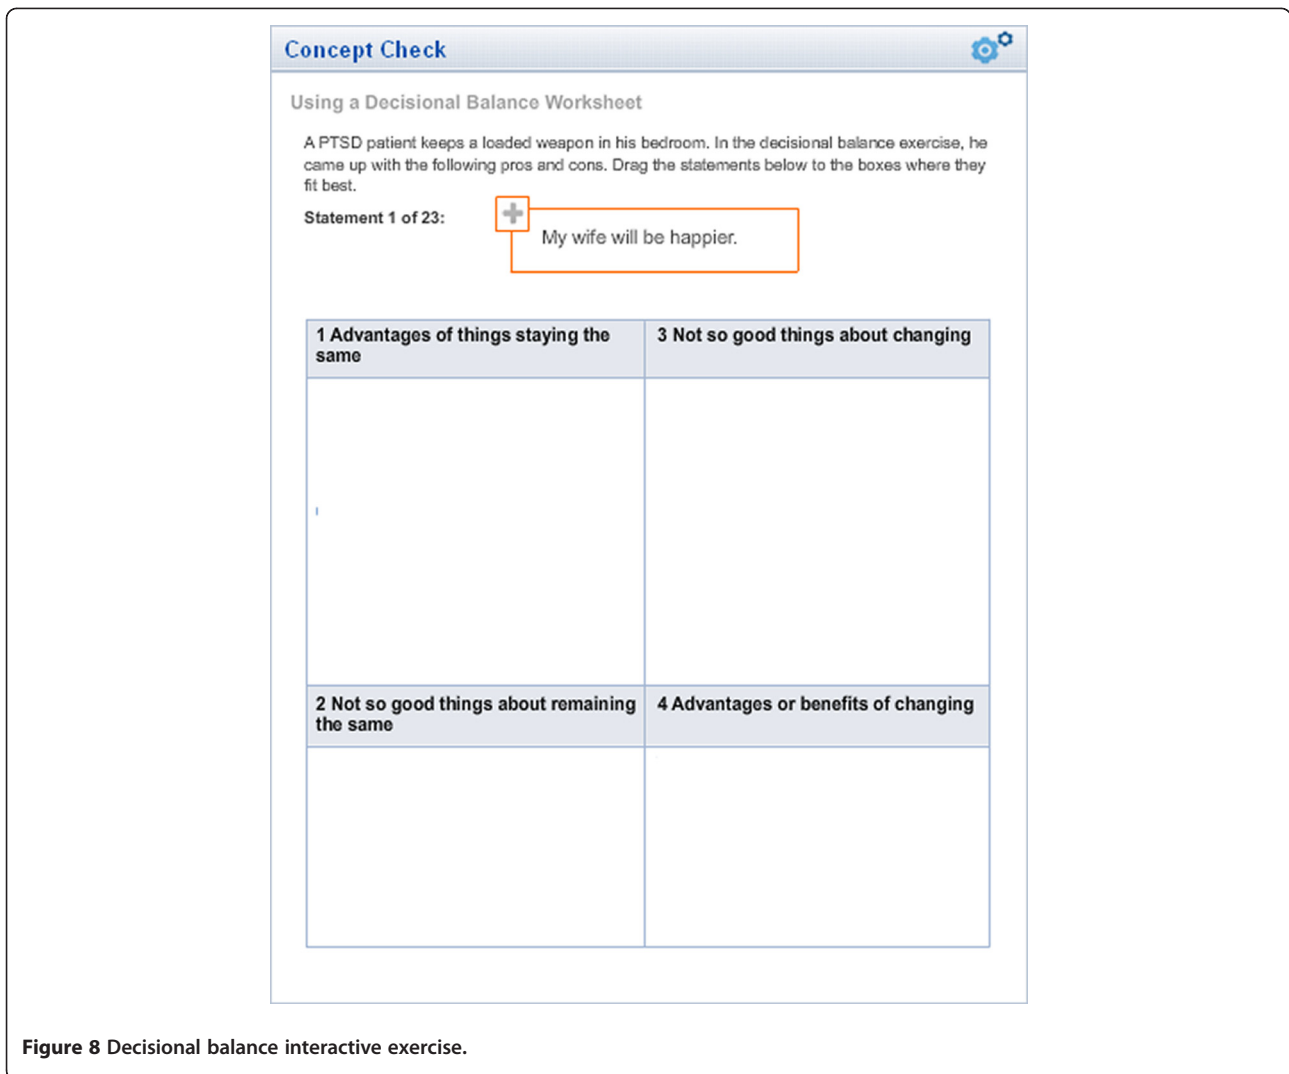 Concept Check
Using a Decisional Balance Worksheet
A PTSD patient keeps a loaded weapon in his bedroom. In the decisional balance exercise, he
came up with the following pros and cons. Drag the statements below to the boxes where they
fit best.
Statement 1 of 23:
My wife will be happier.
1 Advantages of things staying the
same
3 Not so good things about changing
2 Not so good things about remaining
the same
4 Advantages or benefits of changing
Figure 8 Decisional balance interactive exercise.